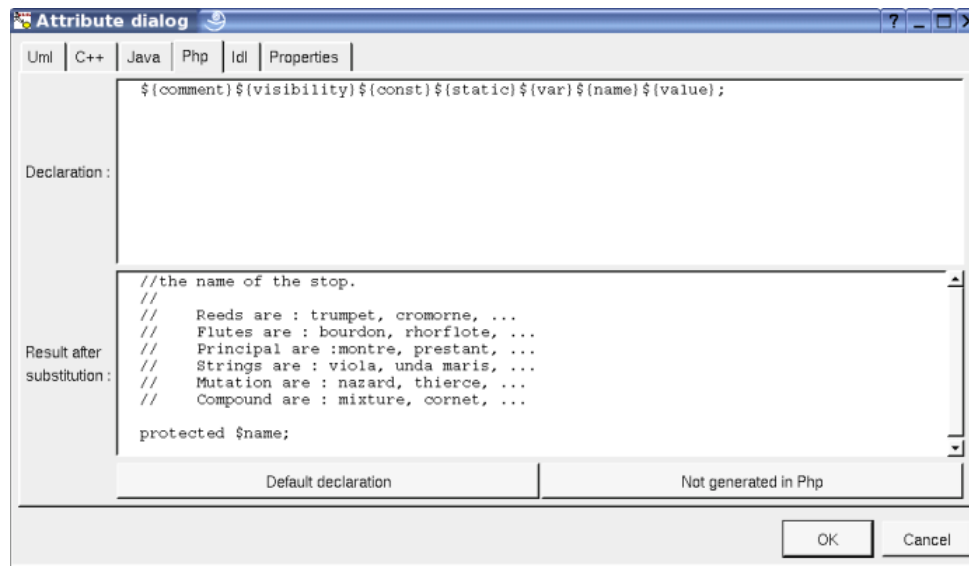 Attribute dialog
Uml C++ Java Php Idl Properties
Declaration :
${comment}${visibility}${const}${static}${var}${name}${value};
Result after
substitution :
//the name of the stop.
//
// Reeds are : trumpet, cromorne, ...
// Flutes are : bourdon, rhorflote, ...
// Principal are :montre, prestant, ...
// Strings are : viola, unda maris, ...
// Mutation are : nazard, thierce, ...
// Compound are : mixture, cornet, ...
protected $name;
Default declaration Not generated in Php
OK Cancel